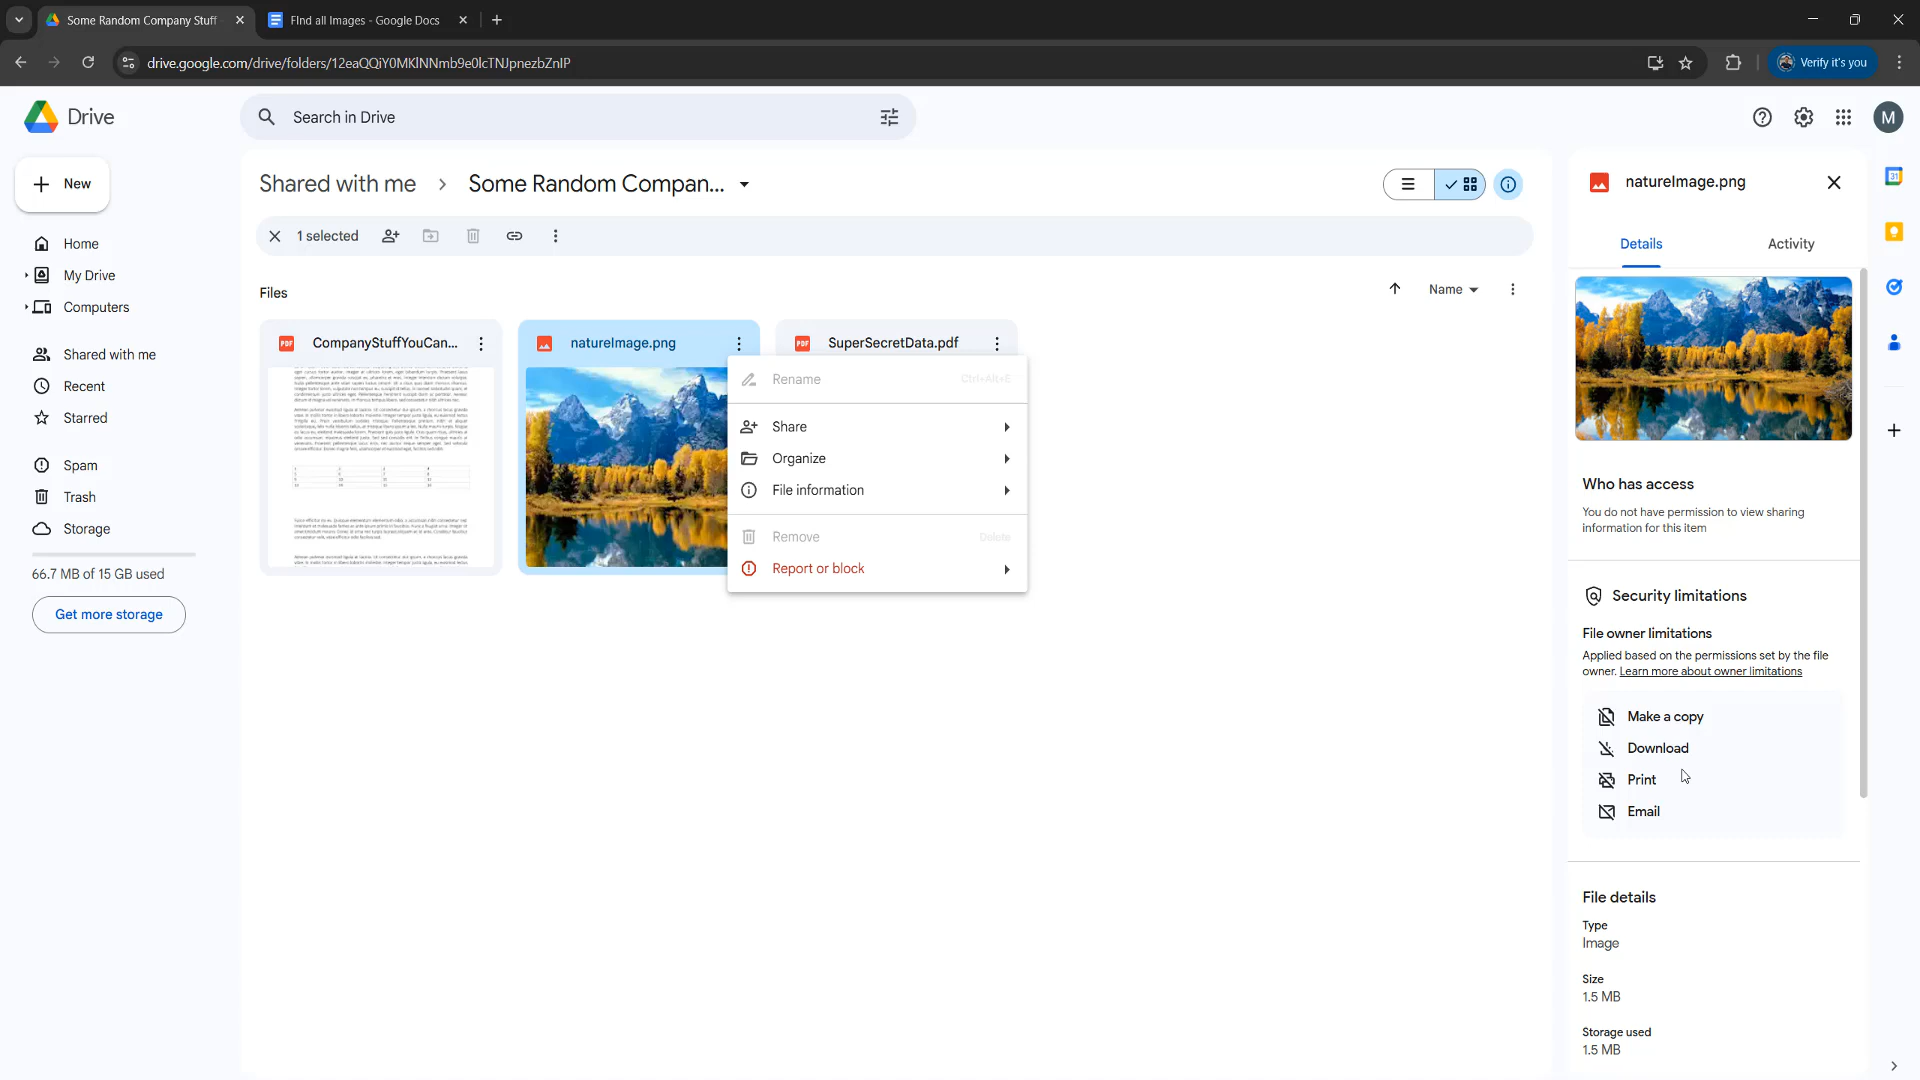 Some Random Company Stuff
FInd all Images - Google Docs
drive.google.com/drive/folders/12eaQQiY0MKlNNmb9e0lcTNJpnezbZnIP
Verify it's you
Drive
Search in Drive
M
New
Home
My Drive
Computers
Shared with me
Recent
Starred
Spam
Trash
Storage
66.7 MB of 15 GB used
Get more storage
Shared with me
Some Random Compan...
1 selected
Files
Name
PDF CompanyStuffYouCan...
natureImage.png
PDF SuperSecretData.pdf
Rename Ctrl+Alt+E
Share
Organize
File information
Remove Delete
Report or block
natureImage.png
Details
Activity
Who has access
You do not have permission to view sharing
information for this item
Security limitations
File owner limitations
Applied based on the permissions set by the file
owner. Learn more about owner limitations
Make a copy
Download
Print
Email
File details
Type
Image
Size
1.5 MB
Storage used
1.5 MB
31